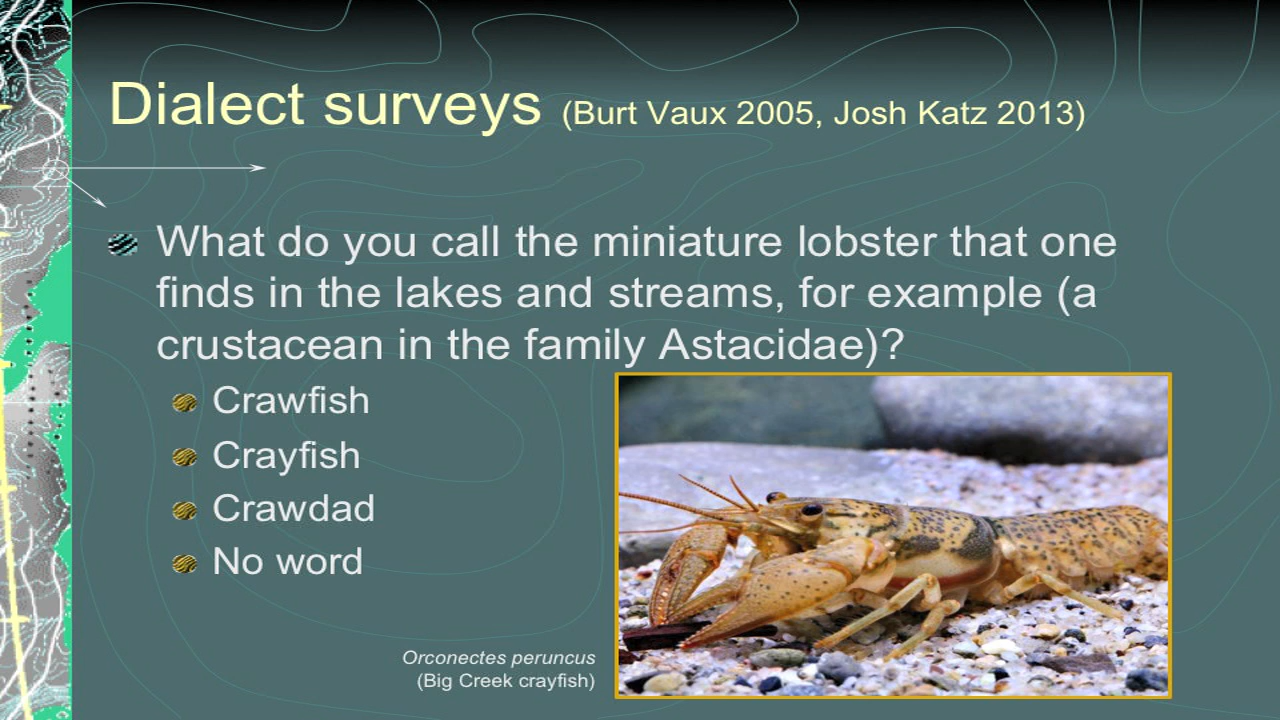 Dialect surveys (Burt Vaux 2005, Josh Katz 2013)
What do you call the miniature lobster that one
finds in the lakes and streams, for example (a
crustacean in the family Astacidae)?
Crawfish
Crayfish
Crawdad
No word
Orconectes peruncus
(Big Creek crayfish)